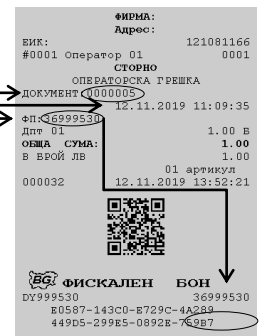 ФИРМА:
Адрес:
ЕИК: 121081166
#0001 Оператор 01 0001
СТОРНО
ОПЕРАТОРСКА ГРЕШКА
ДОКУМЕНТ:0000005
12.11.2019 11:09:35
ФП:36999530
Дпт 01 1.00 В
ОБЩА СУМА: 1.00
В БРОЙ ЛВ 1.00
01 артикул
000032 12.11.2019 13:52:21
BG ФИСКАЛЕН БОН
DY999530 36999530
E0587-143C0-E729C-4A289
449D5-299E5-0892E-759B7